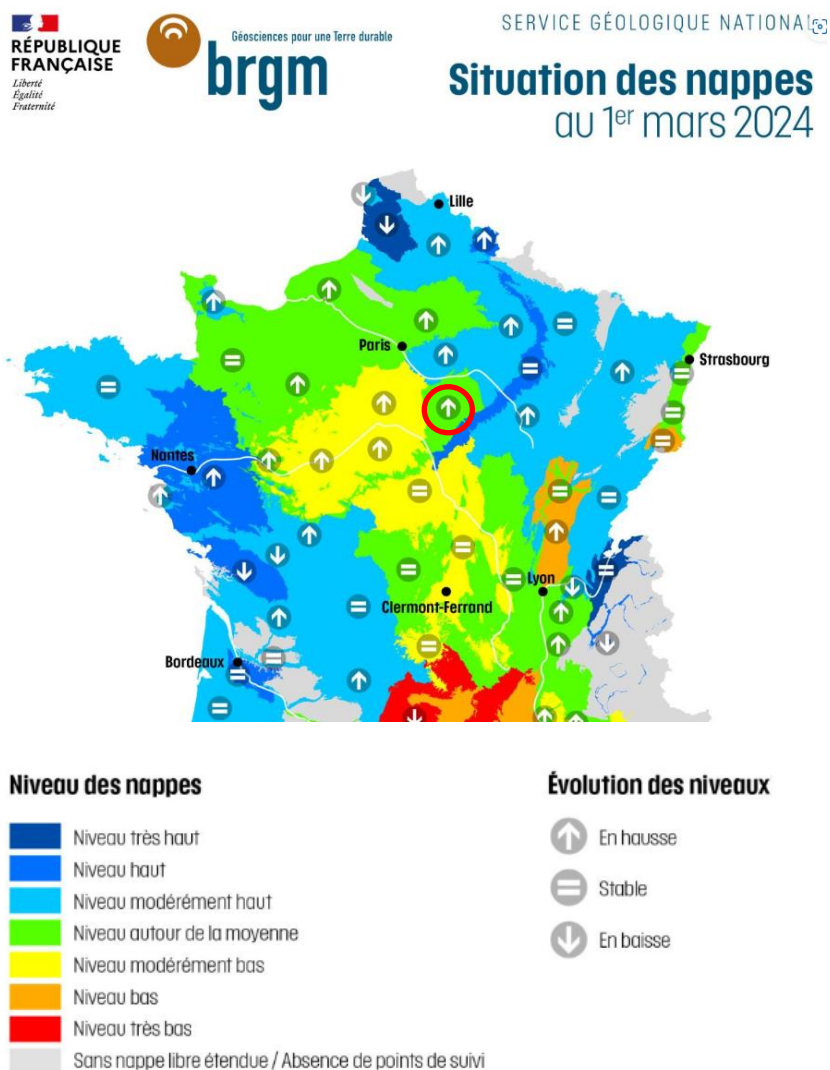 SERVICE GÉOLOGIQUE NATIONAL
RÉPUBLIQUE
FRANÇAISE
Liberté
Égalité
Fraternité
Géosciences pour une Terre durable
brgm
Situation des nappes
au 1er mars 2024
Lille
Paris
Strasbourg
Nantes
Lyon
Clermont-Ferrand
Bordeaux
Niveau des nappes
Niveau très haut
Niveau haut
Niveau modérément haut
Niveau autour de la moyenne
Niveau modérément bas
Niveau bas
Niveau très bas
Sans nappe libre étendue / Absence de points de suivi
Évolution des niveaux
En hausse
Stable
En baisse